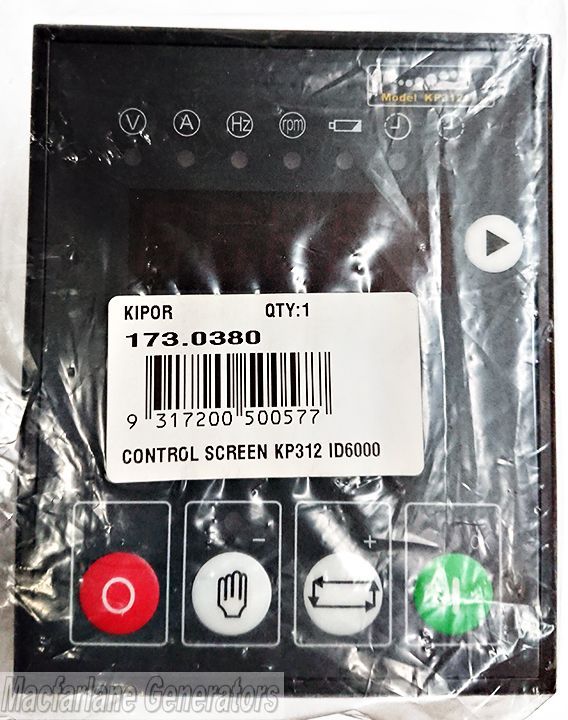 Model KP312
V A Hz rpm
KIPOR QTY:1
173.0380
9 317200 500577
CONTROL SCREEN KP312 ID6000
- +
Macfarlane Generators